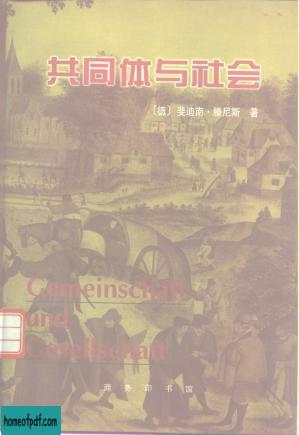 共同体与社会
〔德〕斐迪南·滕尼斯 著
Gemeinschaft
und
Gesellschaft
商务印书馆
homeofpdf.com